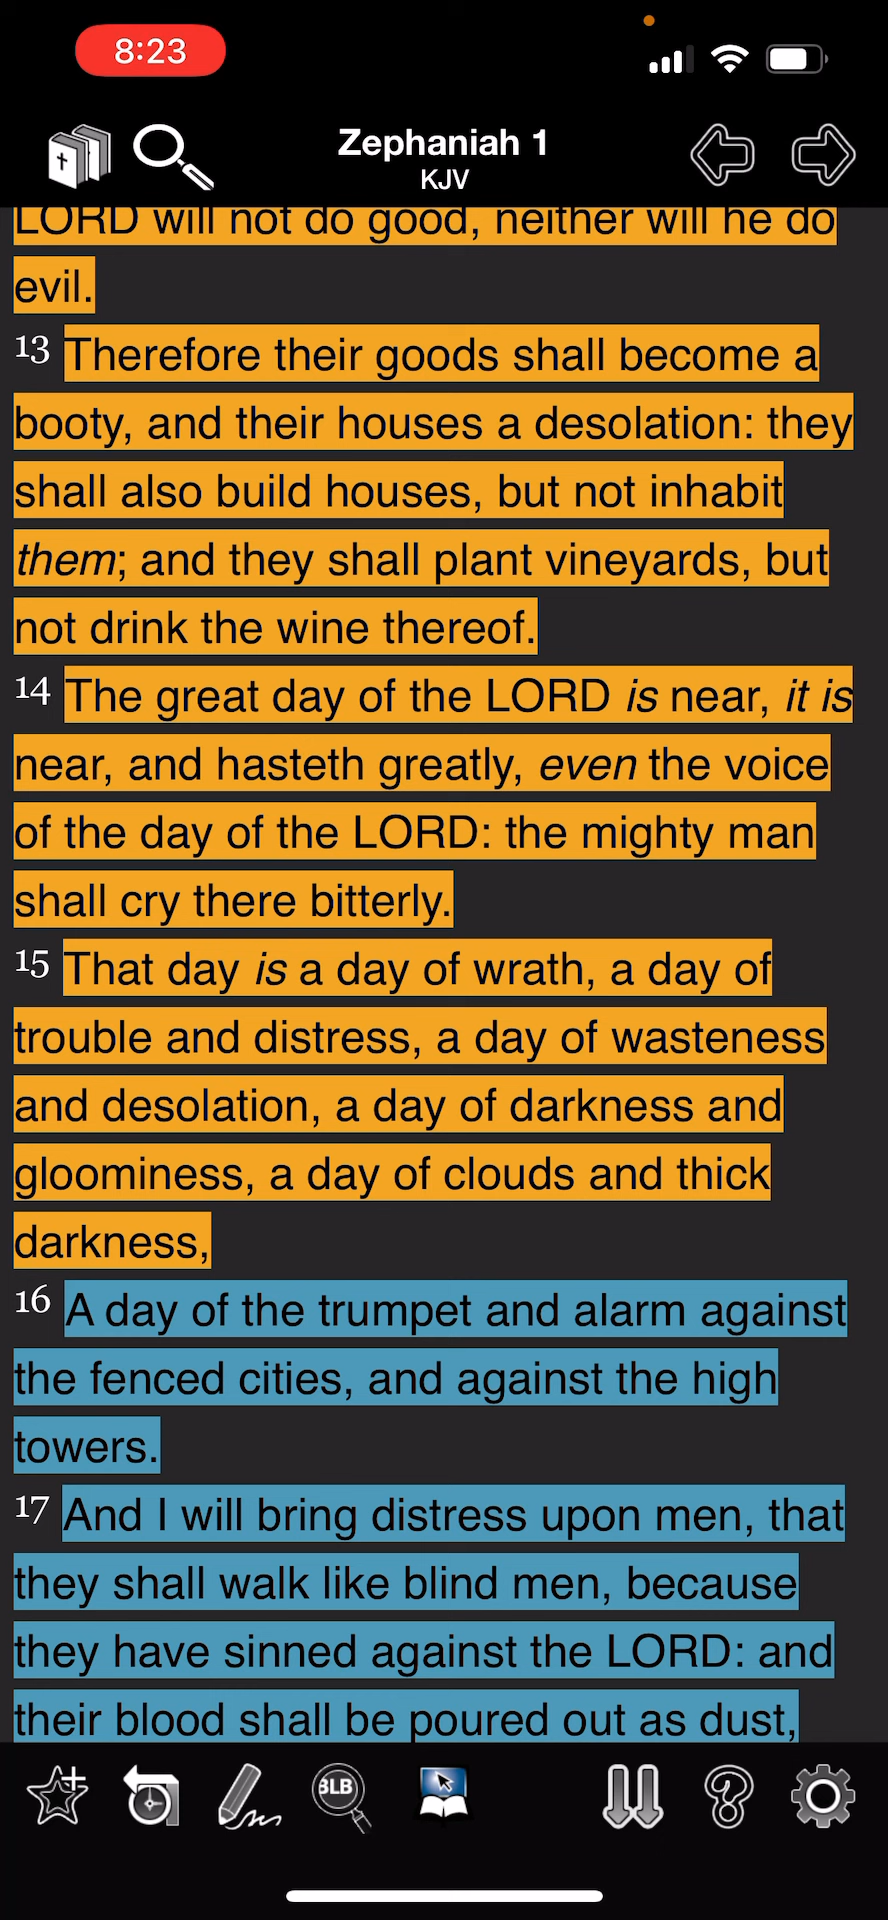 8:23
Zephaniah 1
KJV
LORD will not do good, neither will he do
evil.
13 Therefore their goods shall become a
booty, and their houses a desolation: they
shall also build houses, but not inhabit
them; and they shall plant vineyards, but
not drink the wine thereof.
14 The great day of the LORD is near, it is
near, and hasteth greatly, even the voice
of the day of the LORD: the mighty man
shall cry there bitterly.
15 That day is a day of wrath, a day of
trouble and distress, a day of wasteness
and desolation, a day of darkness and
gloominess, a day of clouds and thick
darkness,
16 A day of the trumpet and alarm against
the fenced cities, and against the high
towers.
17 And I will bring distress upon men, that
they shall walk like blind men, because
they have sinned against the LORD: and
their blood shall be poured out as dust,
BLB